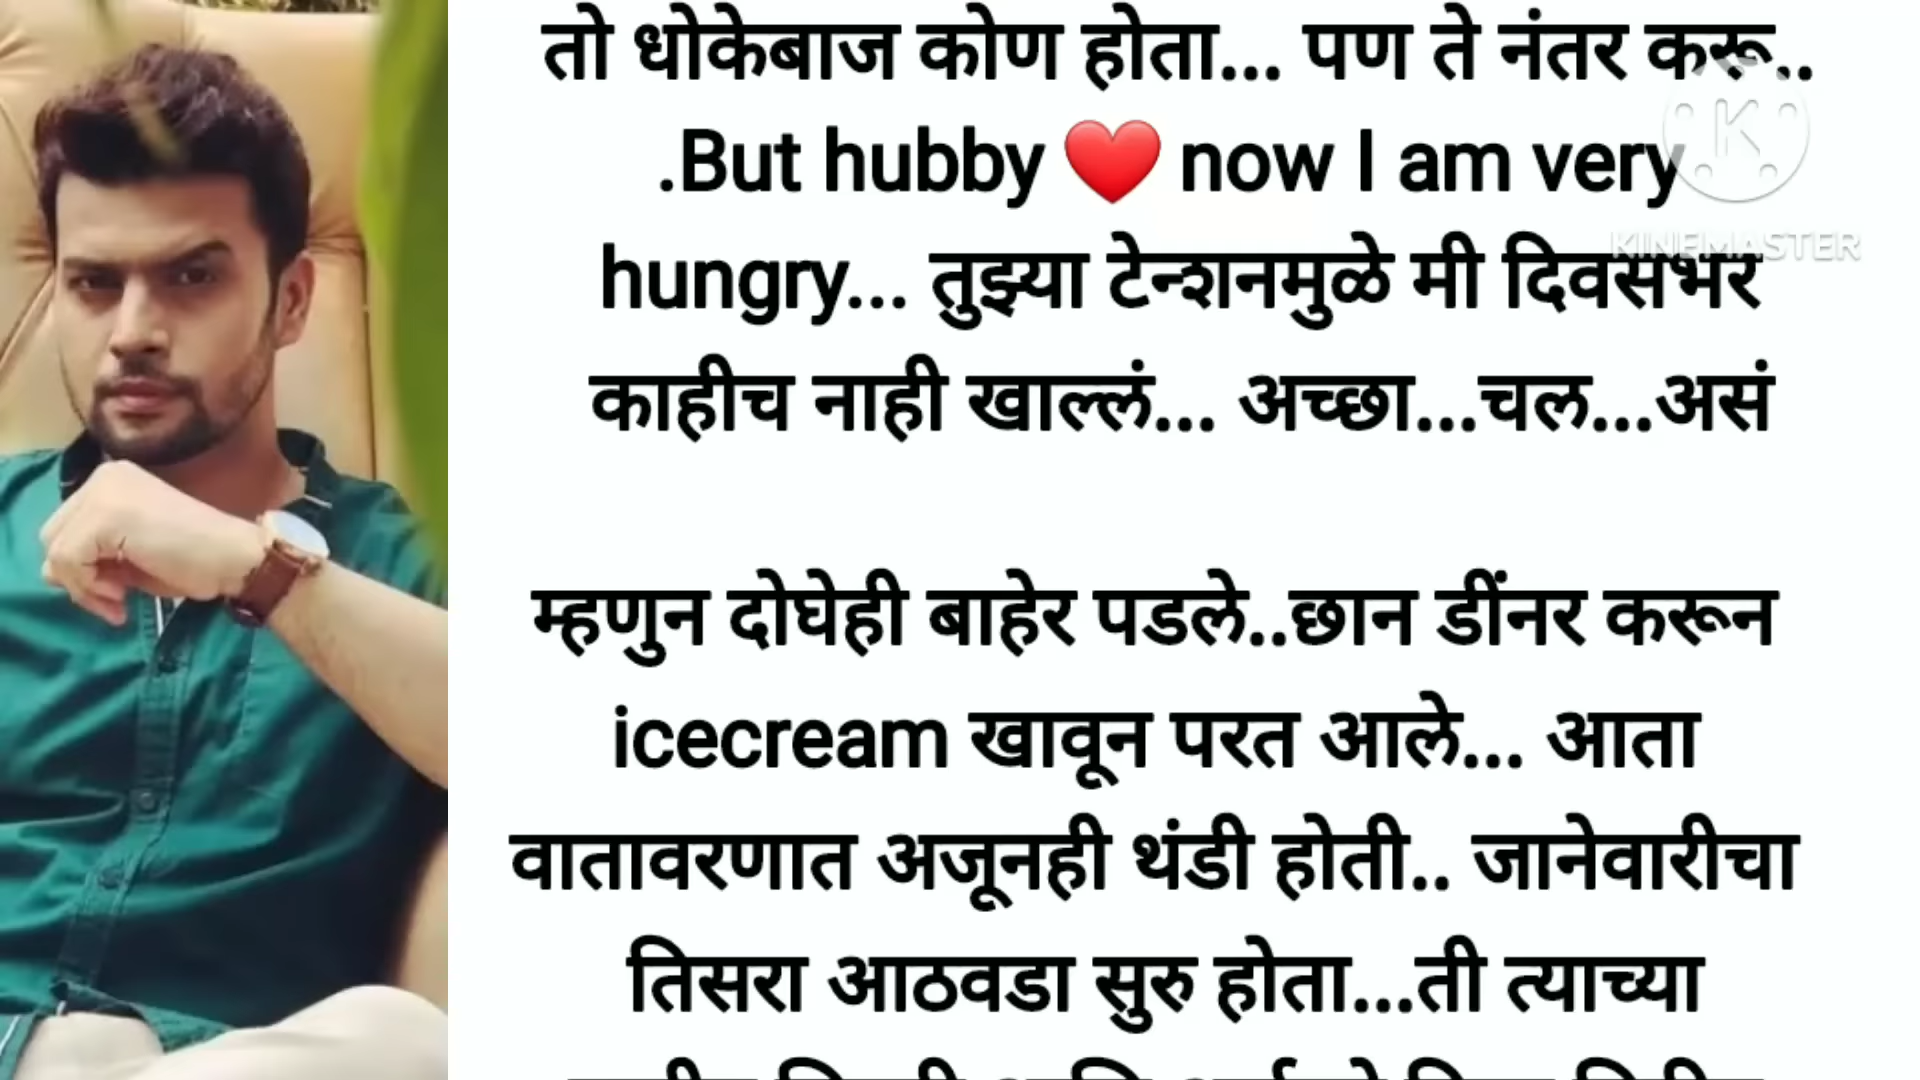 तो धोकेबाज कोण होता... पण ते नंतर करू..
.But hubby ❤️ now I am very
hungry... तुझ्या टेन्शनमुळे मी दिवसभर
काहीच नाही खाल्लं... अच्छा...चल...असं
म्हणुन दोघेही बाहेर पडले..छान डींनर करून
icecream खावून परत आले... आता
वातावरणात अजूनही थंडी होती.. जानेवारीचा
तिसरा आठवडा सुरु होता...ती त्याच्या
K
KINEMASTER